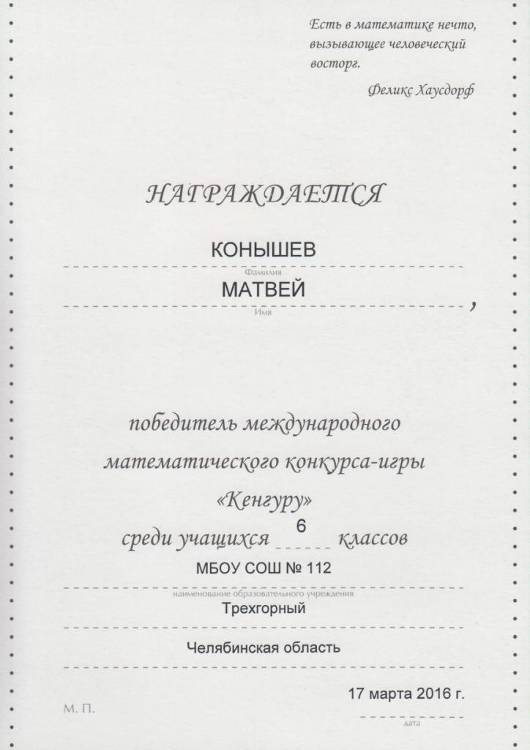 Есть в математике нечто,
вызывающее человеческий
восторг.
Феликс Хаусдорф
НАГРАЖДАЕТСЯ
КОНЫШЕВ
Фамилия
МАТВЕЙ ,
Имя
победитель международного
математического конкурса-игры
«Кенгуру»
среди учащихся 6 классов
МБОУ СОШ № 112
наименование образовательного учреждения
Трехгорный
Челябинская область
17 марта 2016 г.
М. П.
дата